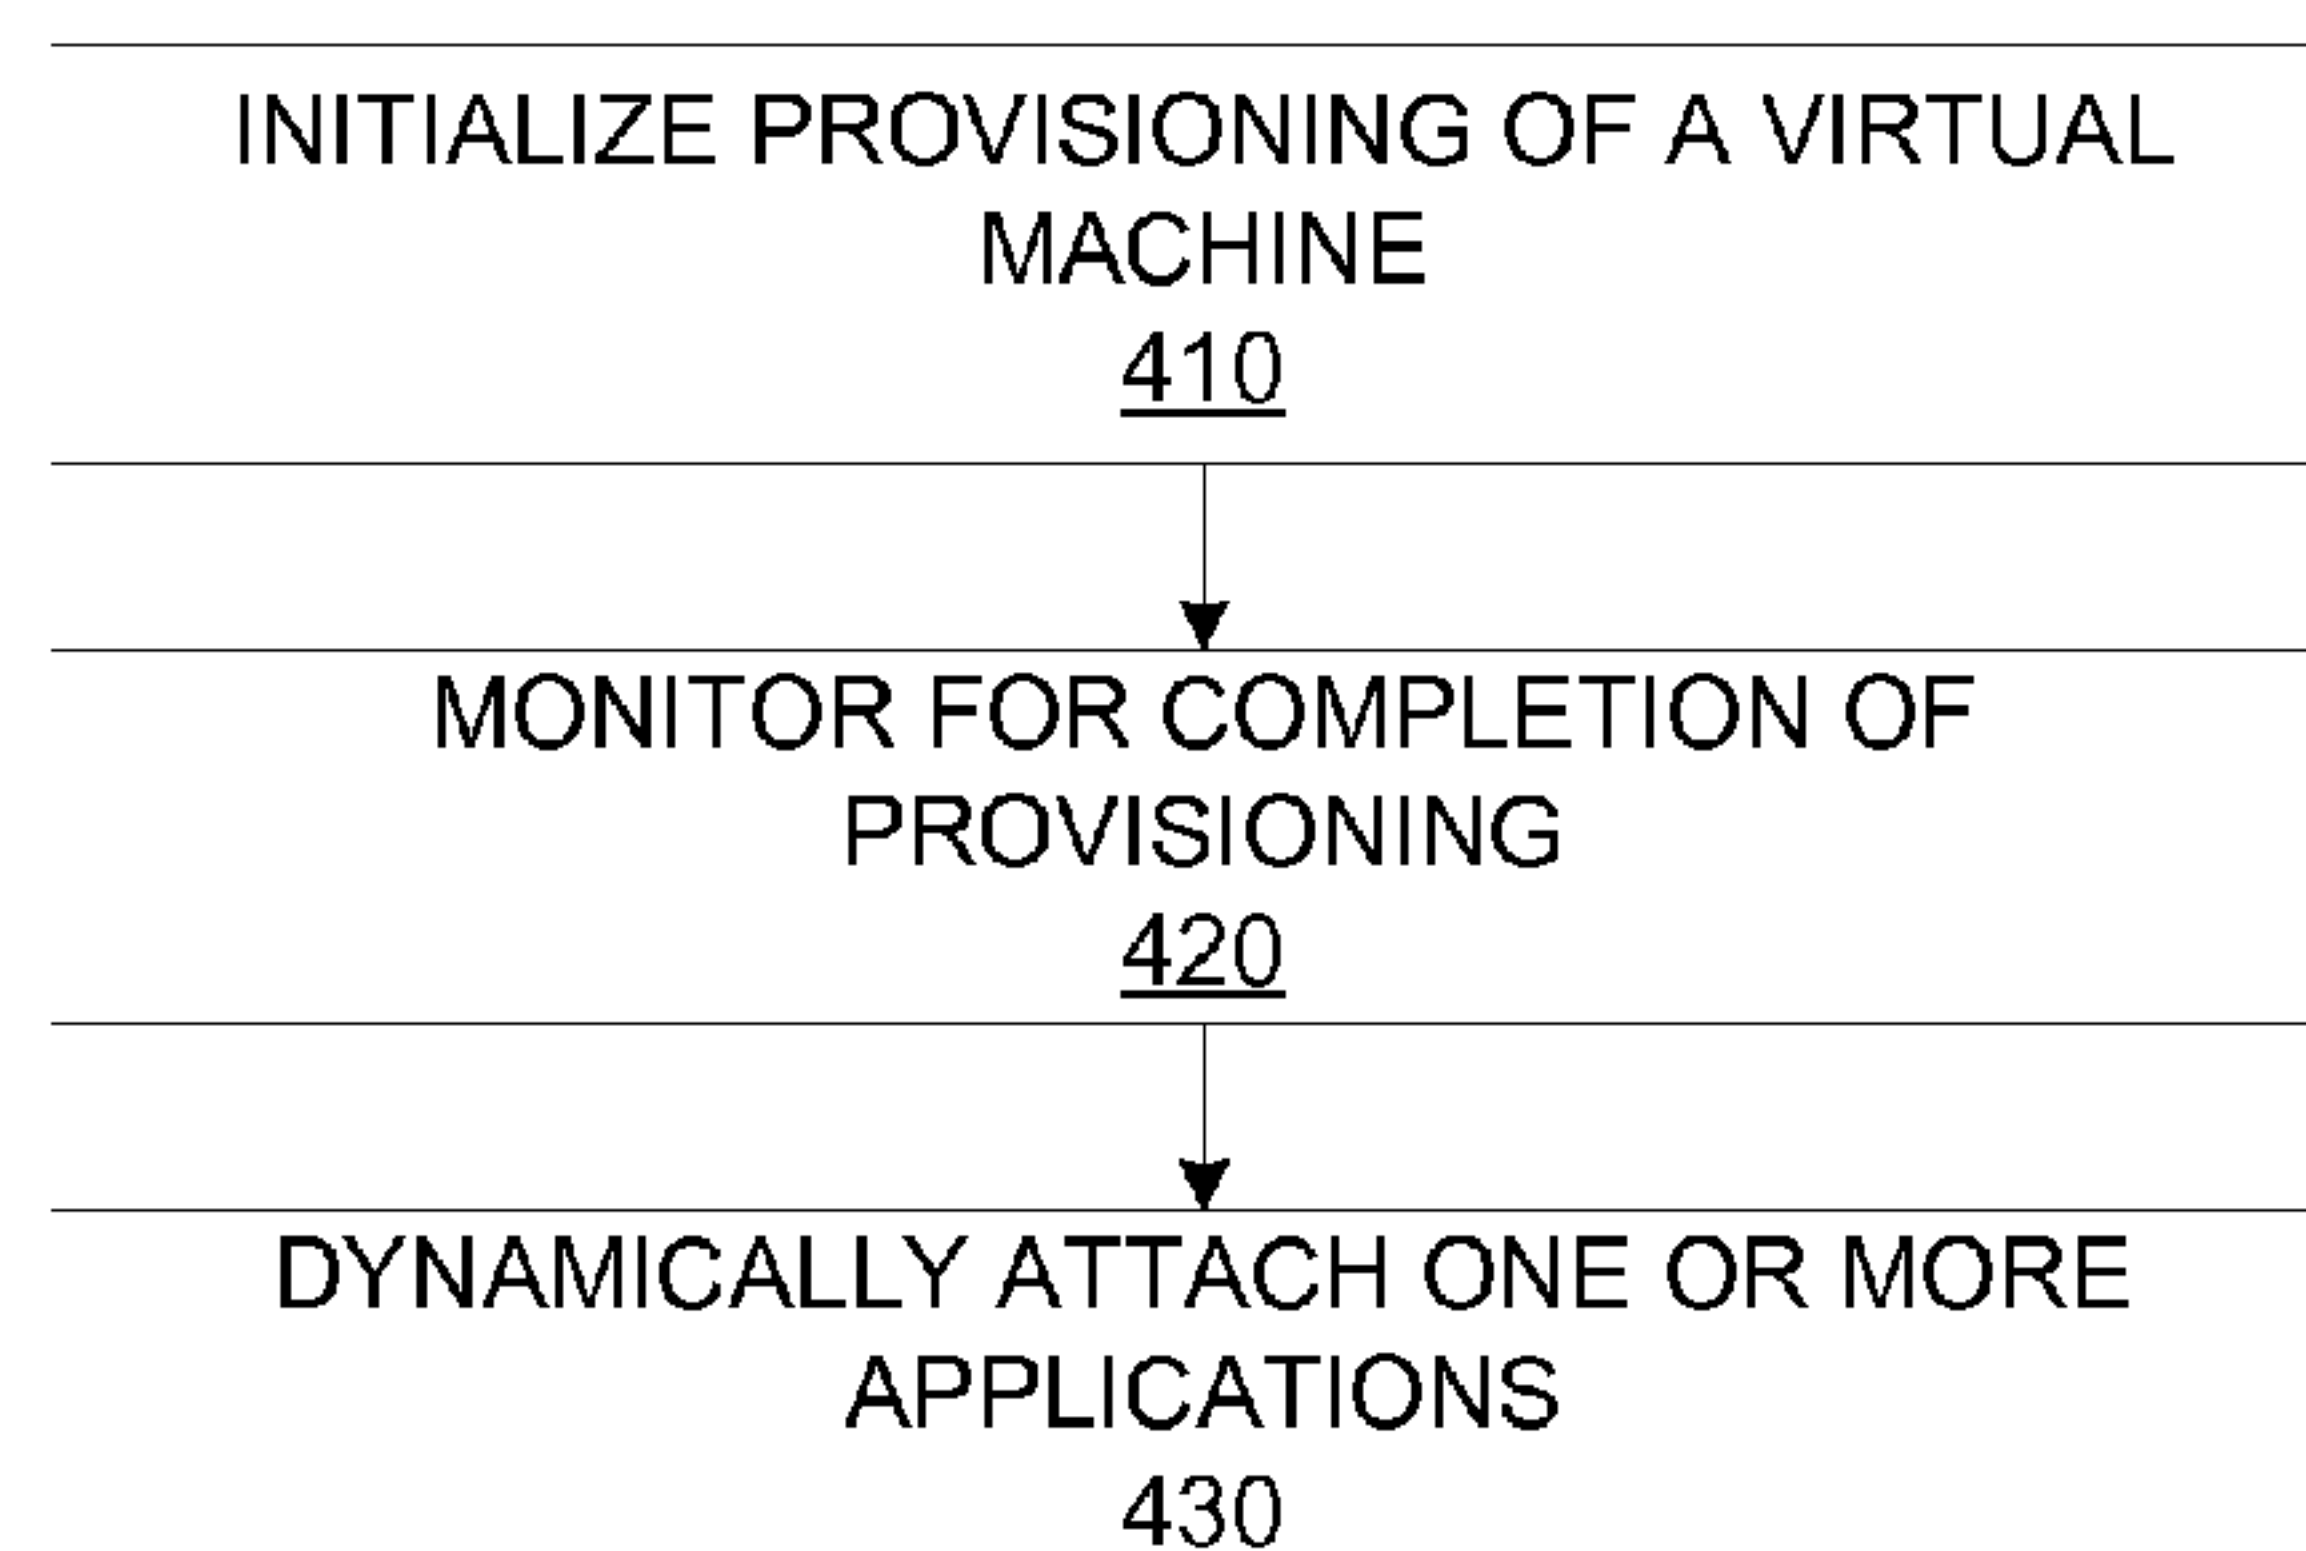 INITIALIZE PROVISIONING OF A VIRTUAL
MACHINE
410
MONITOR FOR COMPLETION OF
PROVISIONING
420
DYNAMICALLY ATTACH ONE OR MORE
APPLICATIONS
430